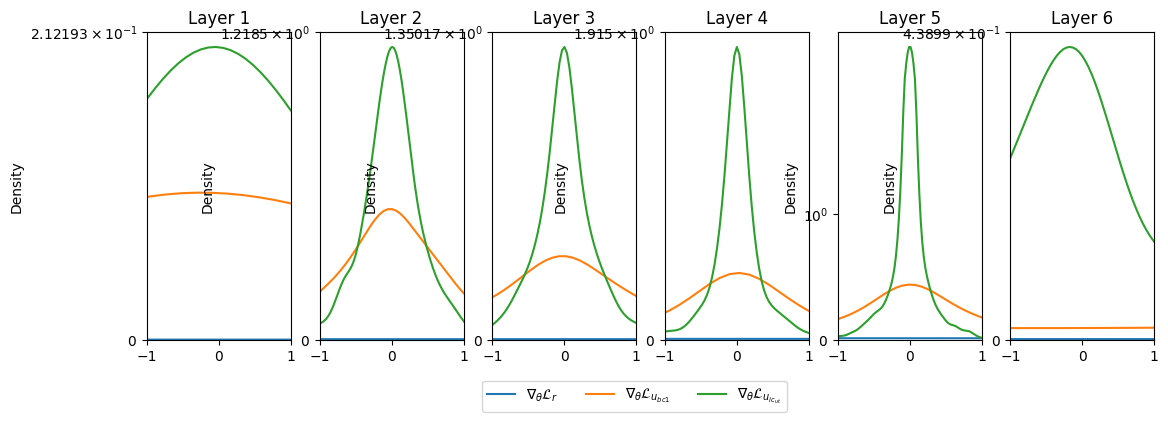 Layer 1 Layer 2 Layer 3 Layer 4 Layer 5 Layer 6
2.12193 × 10⁻¹ 1.2185 × 10⁰ 1.35017 × 10⁰ 1.915 × 10⁰ 4.3899 × 10⁻¹
Density Density Density Density Density Density
10⁰
0 0 0 0 0 0
−1 0 1 −1 0 1 −1 0 1 −1 0 1 −1 0 1 −1 0 1
∇θℒr ∇θℒu_bc1 ∇θℒu_ic_ut